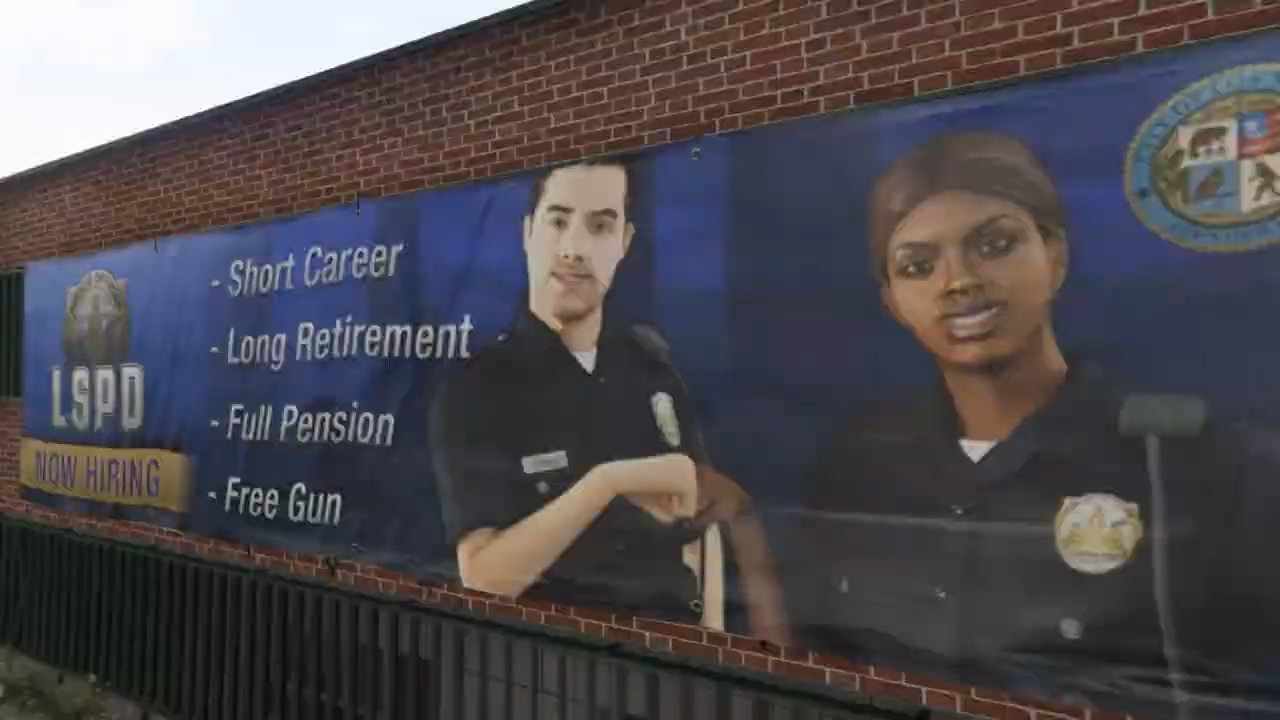 LSPD
NOW HIRING
- Short Career
- Long Retirement
- Full Pension
- Free Gun